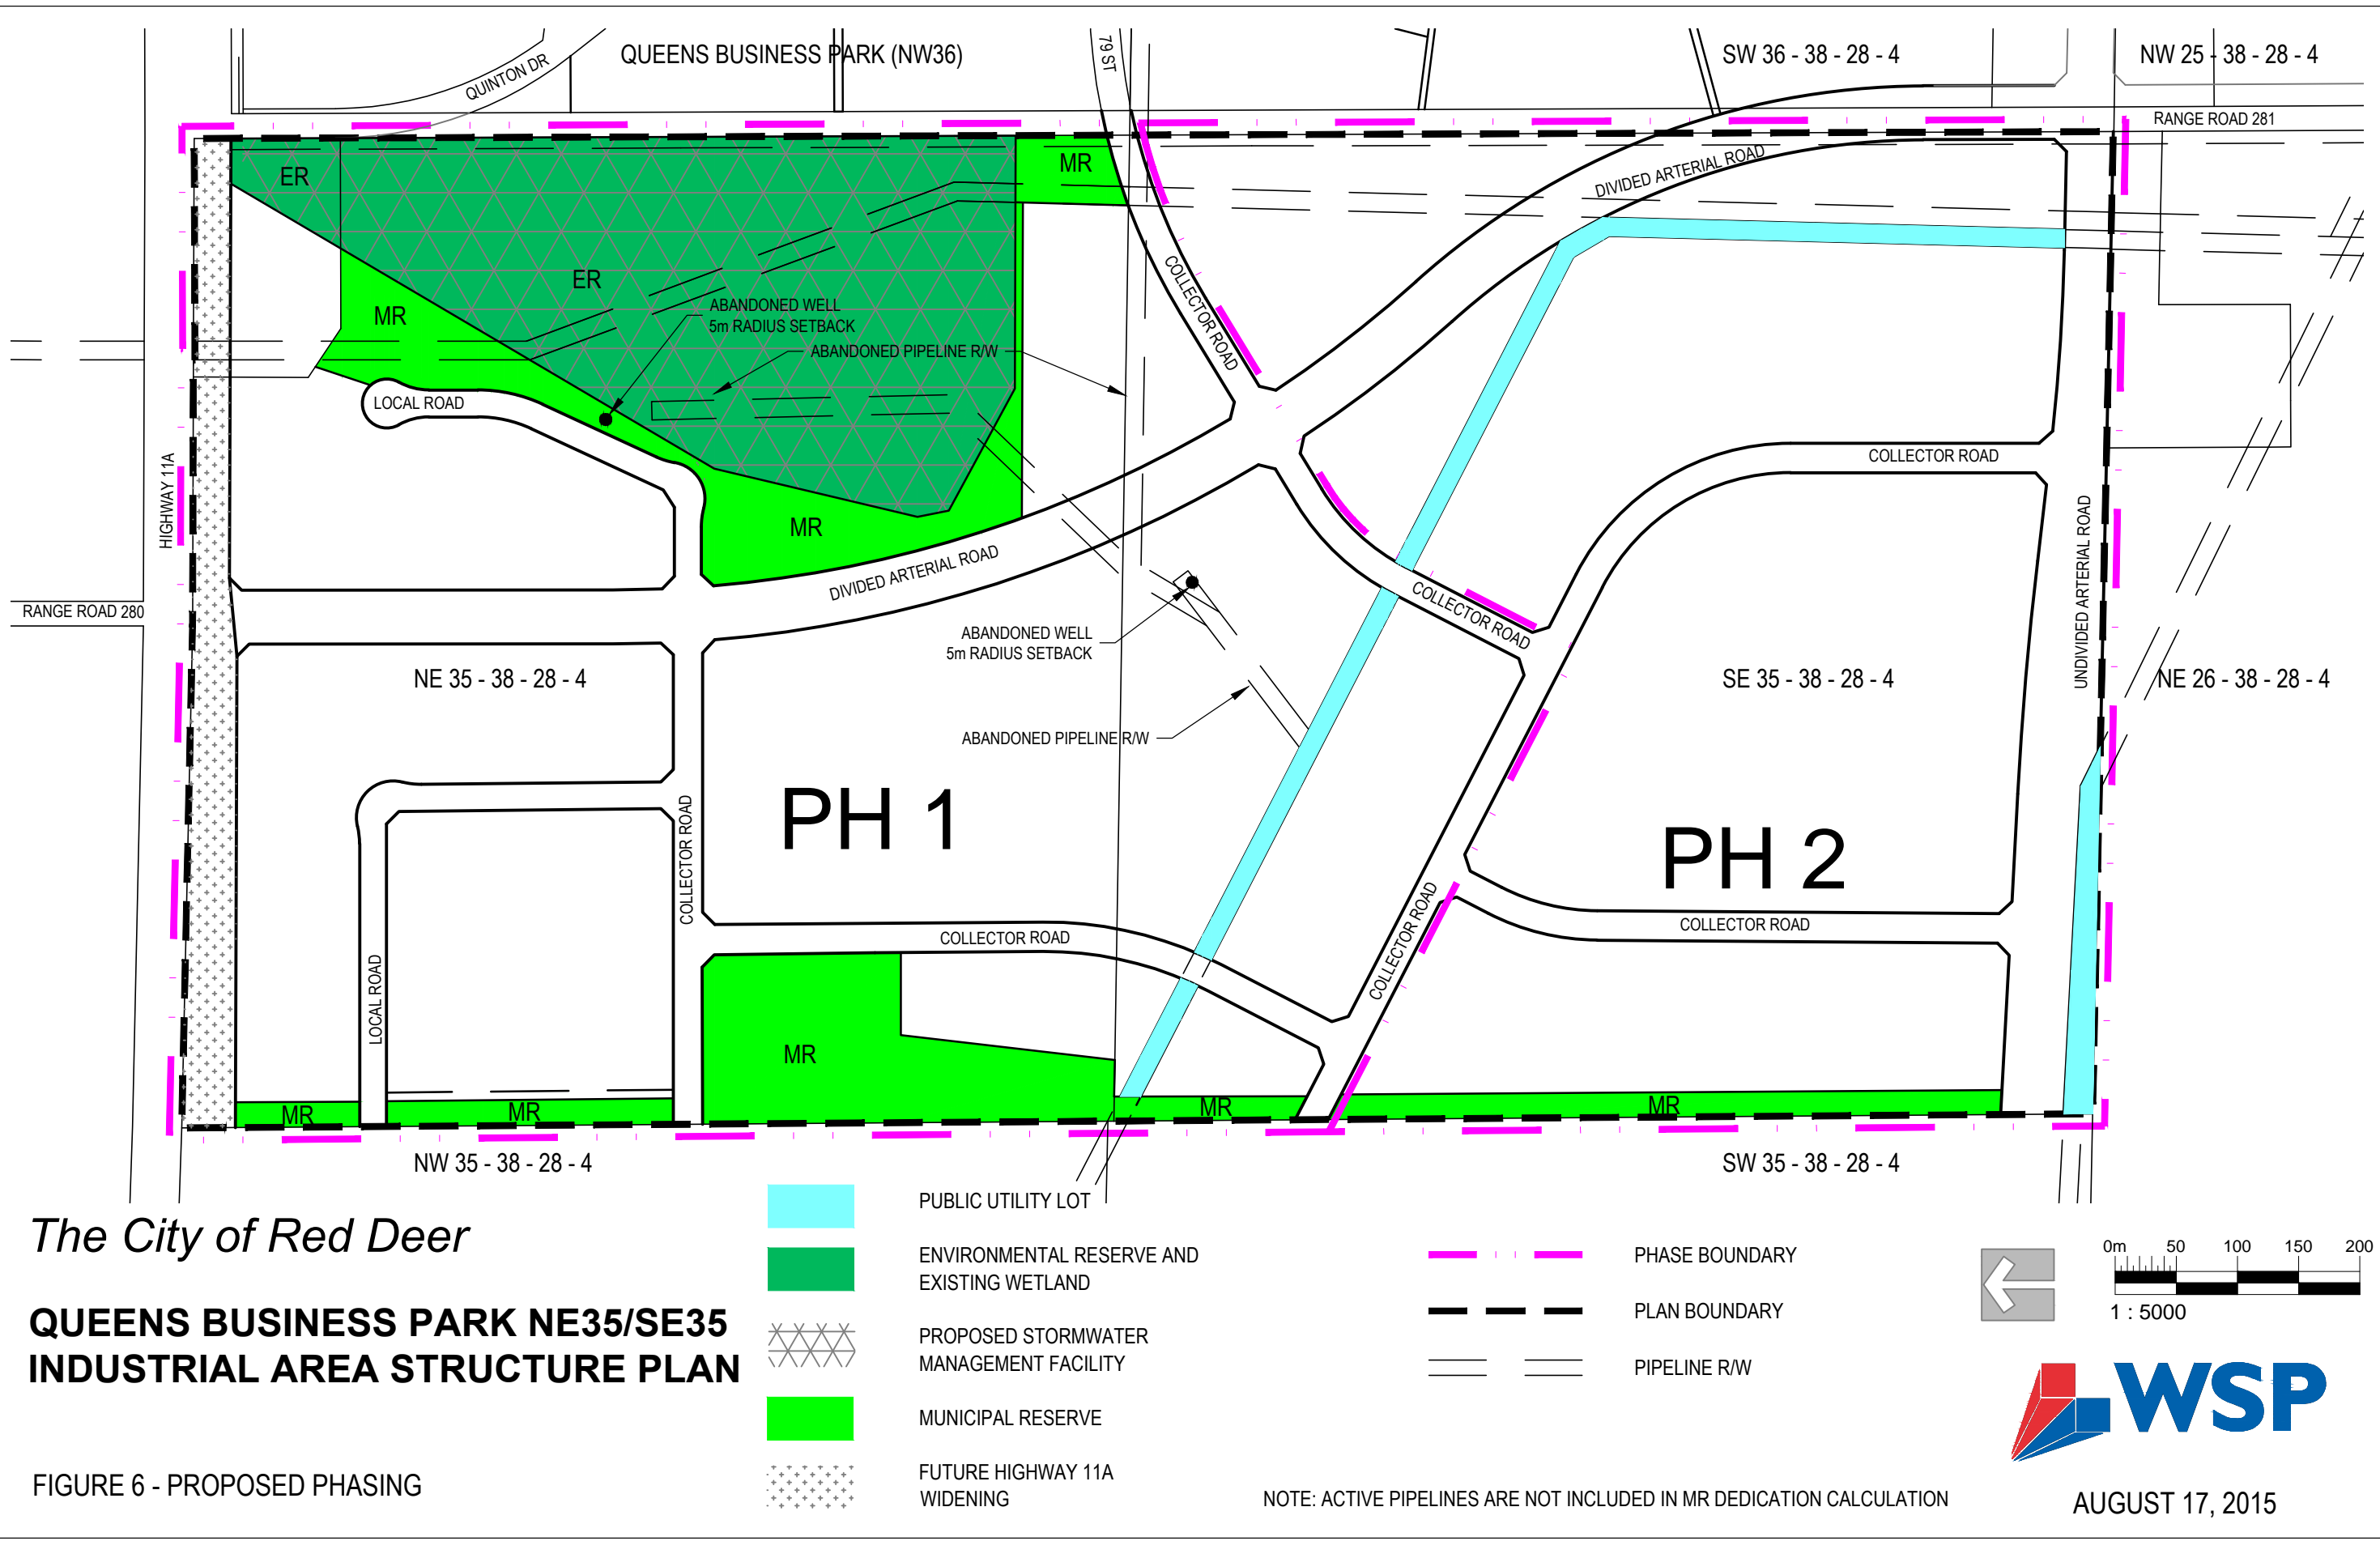 QUEENS BUSINESS PARK (NW36)
SW 36 - 38 - 28 - 4
NW 25 - 38 - 28 - 4
QUINTON DR
79 ST
RANGE ROAD 281
ER
MR
DIVIDED ARTERIAL ROAD
ER
COLLECTOR ROAD
MR
ABANDONED WELL
5m RADIUS SETBACK
ABANDONED PIPELINE R/W
LOCAL ROAD
COLLECTOR ROAD
HIGHWAY 11A
MR
UNDIVIDED ARTERIAL ROAD
DIVIDED ARTERIAL ROAD
RANGE ROAD 280
COLLECTOR ROAD
ABANDONED WELL
5m RADIUS SETBACK
NE 35 - 38 - 28 - 4
SE 35 - 38 - 28 - 4
NE 26 - 38 - 28 - 4
ABANDONED PIPELINE R/W
PH 1
PH 2
COLLECTOR ROAD
COLLECTOR ROAD
COLLECTOR ROAD
COLLECTOR ROAD
LOCAL ROAD
MR
MR
MR
MR
MR
NW 35 - 38 - 28 - 4
SW 35 - 38 - 28 - 4
The City of Red Deer
QUEENS BUSINESS PARK NE35/SE35
INDUSTRIAL AREA STRUCTURE PLAN
FIGURE 6 - PROPOSED PHASING
PUBLIC UTILITY LOT
ENVIRONMENTAL RESERVE AND
EXISTING WETLAND
PROPOSED STORMWATER
MANAGEMENT FACILITY
MUNICIPAL RESERVE
FUTURE HIGHWAY 11A
WIDENING
PHASE BOUNDARY
PLAN BOUNDARY
PIPELINE R/W
NOTE: ACTIVE PIPELINES ARE NOT INCLUDED IN MR DEDICATION CALCULATION
0m 50 100 150 200
1 : 5000
WSP
AUGUST 17, 2015